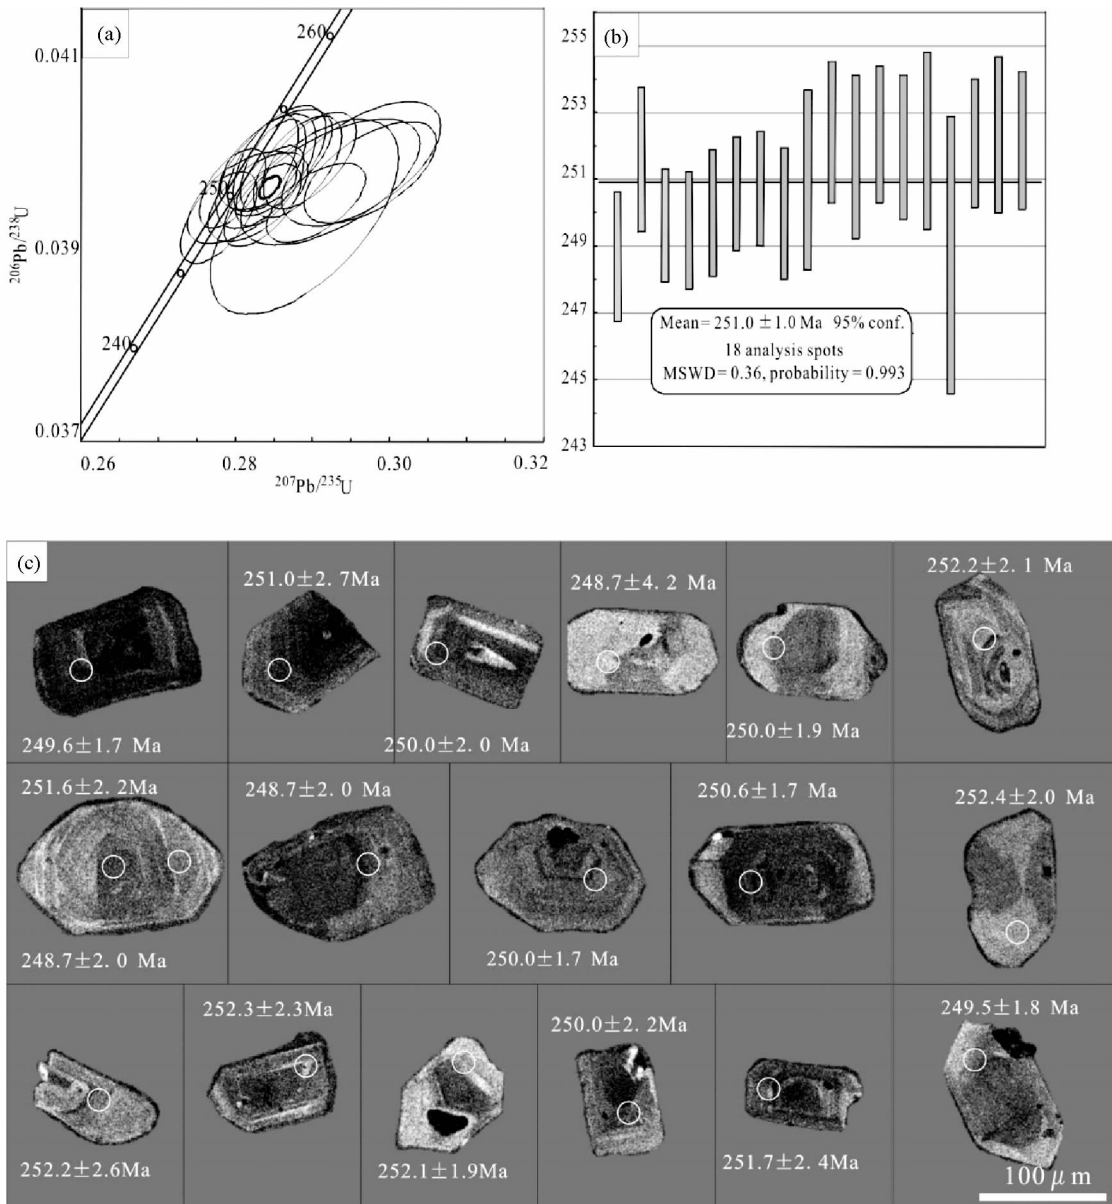 (a)
260
0.041
250
0.039
240
0.037
0.26
0.28
0.30
0.32
²⁰⁶Pb/²³⁸U
²⁰⁷Pb/²³⁵U
(b)
255
253
251
249
247
245
243
Mean=251.0±1.0 Ma 95% conf.
18 analysis spots
MSWD=0.36, probability=0.993
(c)
251.0±2.7Ma
248.7±4.2 Ma
252.2±2.1 Ma
249.6±1.7 Ma
250.0±2.0 Ma
250.0±1.9 Ma
251.6±2.2Ma
248.7±2.0 Ma
250.6±1.7 Ma
252.4±2.0 Ma
248.7±2.0 Ma
250.0±1.7 Ma
252.3±2.3Ma
250.0±2.2Ma
249.5±1.8 Ma
252.2±2.6Ma
252.1±1.9Ma
251.7±2.4Ma
100μm